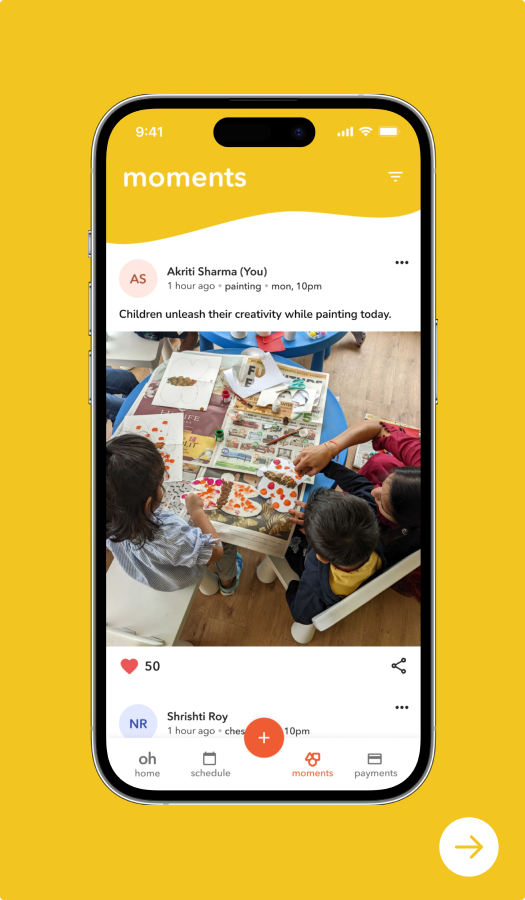 9:41
moments
AS
Akriti Sharma (You)
1 hour ago • painting • mon, 10pm
Children unleash their creativity while painting today.
50
NR
Shrishti Roy
1 hour ago • ches 10pm
+
oh
home
schedule
moments
payments